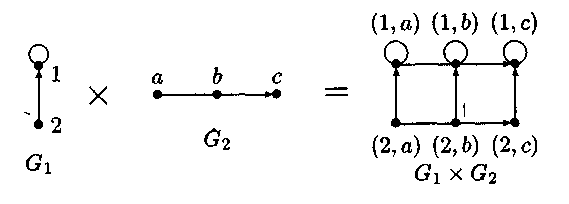 (1, a) (1, b) (1, c)
1 × a b c =
2
G₁ G₂
(2, a) (2, b) (2, c)
G₁ × G₂